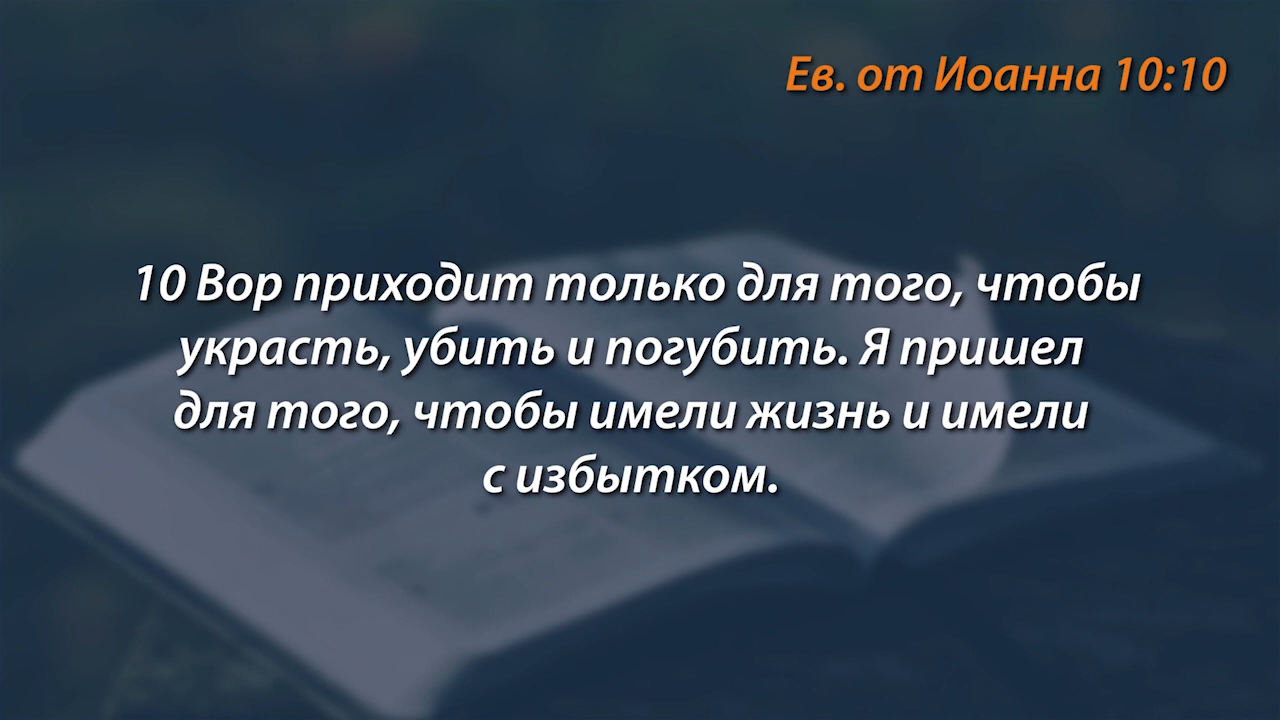 Ев. от Иоанна 10:10
10 Вор приходит только для того, чтобы
украсть, убить и погубить. Я пришел
для того, чтобы имели жизнь и имели
с избытком.